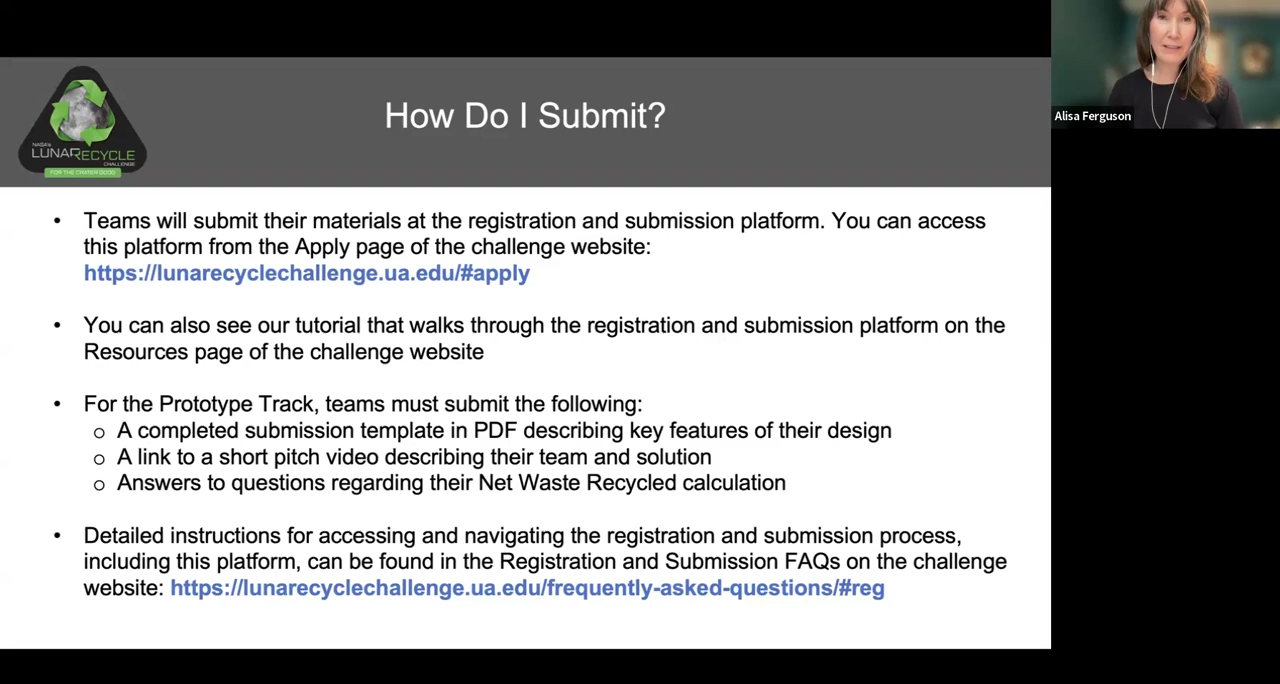 How Do I Submit?
NASA's
LUNARECYCLE
CHALLENGE
FOR THE CRATER GOOD
Alisa Ferguson
• Teams will submit their materials at the registration and submission platform. You can access
this platform from the Apply page of the challenge website:
https://lunarecyclechallenge.ua.edu/#apply
• You can also see our tutorial that walks through the registration and submission platform on the
Resources page of the challenge website
• For the Prototype Track, teams must submit the following:
o A completed submission template in PDF describing key features of their design
o A link to a short pitch video describing their team and solution
o Answers to questions regarding their Net Waste Recycled calculation
• Detailed instructions for accessing and navigating the registration and submission process,
including this platform, can be found in the Registration and Submission FAQs on the challenge
website: https://lunarecyclechallenge.ua.edu/frequently-asked-questions/#reg